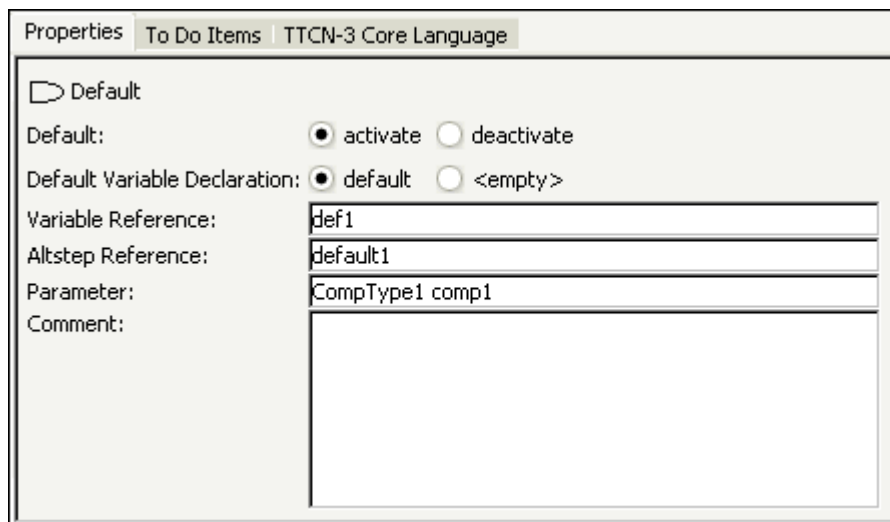 Properties To Do Items TTCN-3 Core Language
Default
Default: activate deactivate
Default Variable Declaration: default <empty>
Variable Reference: def1
Altstep Reference: default1
Parameter: CompType1 comp1
Comment: